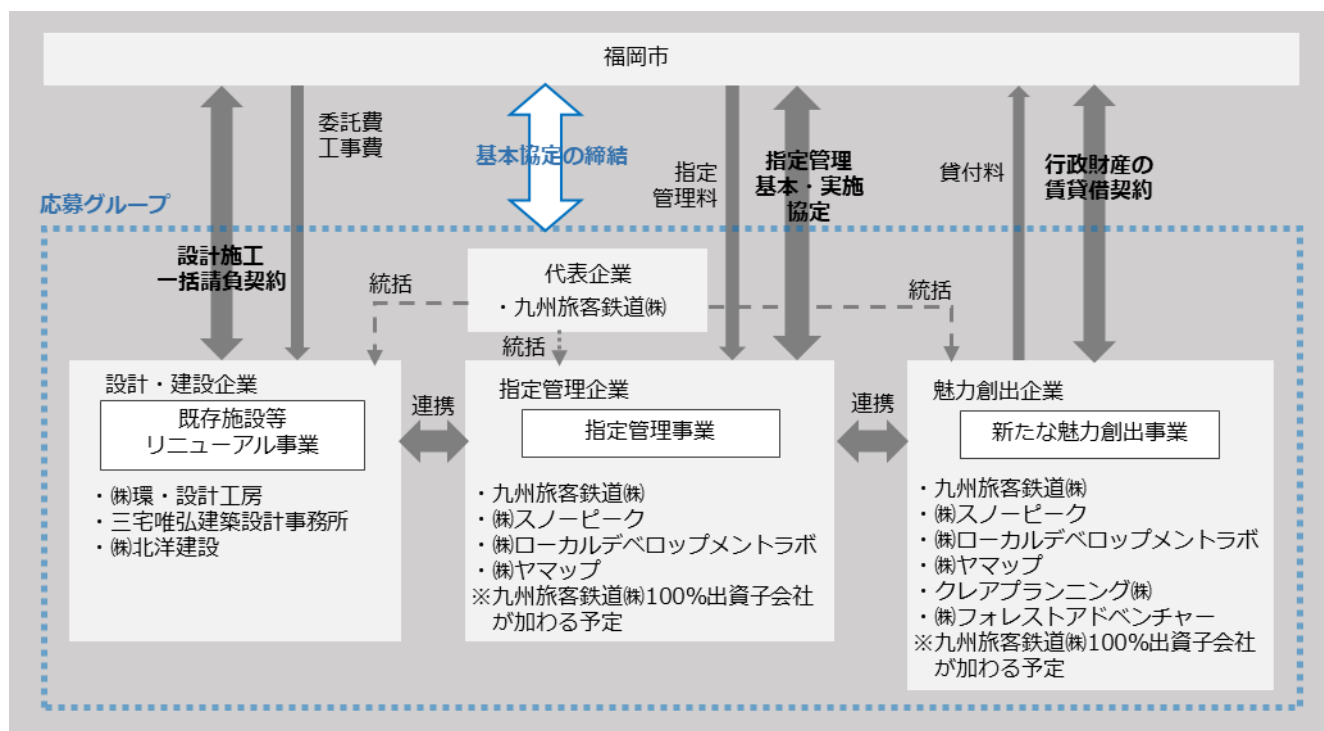 福岡市
委託費
工事費
基本協定の締結
指定
管理料
指定管理
基本・実施
協定
貸付料
行政財産の
賃貸借契約
応募グループ
設計施工
一括請負契約
統括
代表企業
・九州旅客鉄道㈱
統括
統括
設計・建設企業
既存施設等
リニューアル事業
・㈱環・設計工房
・三宅唯弘建築設計事務所
・㈱北洋建設
連携
指定管理企業
指定管理事業
・九州旅客鉄道㈱
・㈱スノーピーク
・㈱ローカルデベロップメントラボ
・㈱ヤマップ
※九州旅客鉄道㈱100%出資子会社
が加わる予定
連携
魅力創出企業
新たな魅力創出事業
・九州旅客鉄道㈱
・㈱スノーピーク
・㈱ローカルデベロップメントラボ
・㈱ヤマップ
・クレアプランニング㈱
・㈱フォレストアドベンチャー
※九州旅客鉄道㈱100%出資子会社
が加わる予定